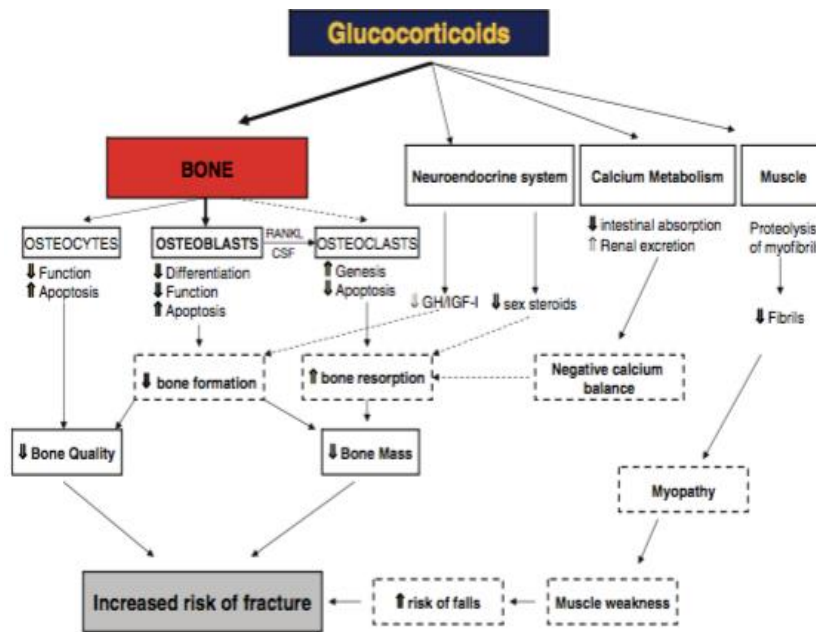 Glucocorticoids
BONE
Neuroendocrine system
Calcium Metabolism
Muscle
OSTEOCYTES
OSTEOBLASTS
RANKL
CSF
OSTEOCLASTS
⇓ Function
⇑ Apoptosis
⇓ Differentiation
⇓ Function
⇑ Apoptosis
⇑ Genesis
⇓ Apoptosis
⇓ GH/IGF-I
⇓ sex steroids
⇓ intestinal absorption
⇑ Renal excretion
Proteolysis
of myofibril
⇓ Fibrils
⇓ bone formation
⇑ bone resorption
Negative calcium
balance
⇓ Bone Quality
⇓ Bone Mass
Myopathy
Increased risk of fracture
⇑ risk of falls
Muscle weakness